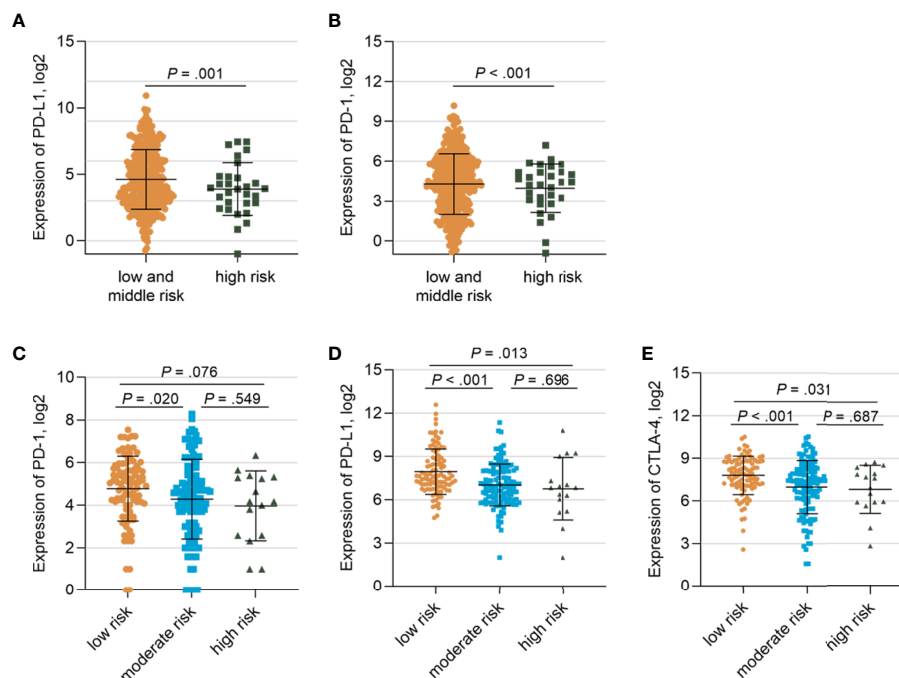 A
Expression of PD-L1, log2
15
10
5
0
P = .001
low and
middle risk
high risk
B
Expression of PD-1, log2
15
12
9
6
3
0
P < .001
low and
middle risk
high risk
C
Expression of PD-1, log2
10
8
6
4
2
0
P = .076
P = .020
P = .549
low risk
moderate risk
high risk
D
Expression of PD-L1, log2
15
12
9
6
3
0
P = .013
P < .001
P = .696
low risk
moderate risk
high risk
E
Expression of CTLA-4, log2
15
12
9
6
3
0
P = .031
P < .001
P = .687
low risk
moderate risk
high risk